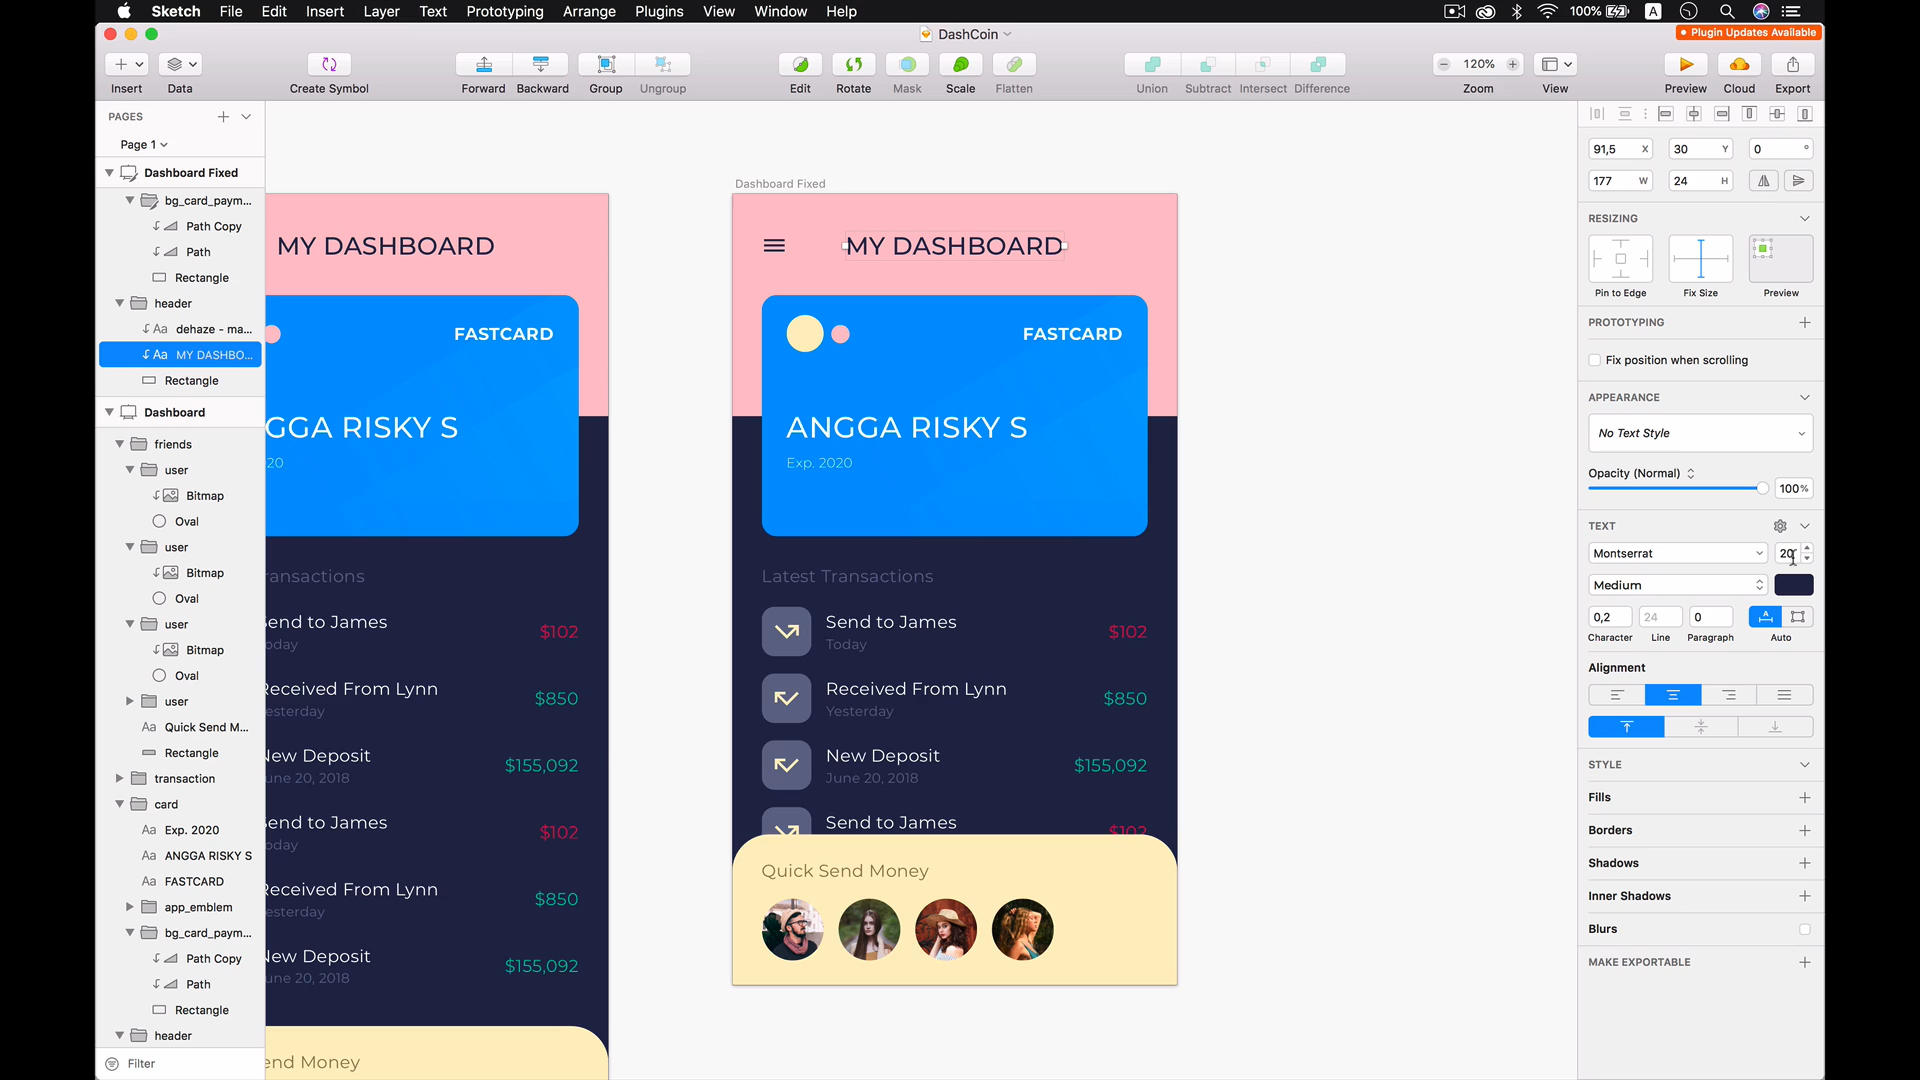 Sketch File Edit Insert Layer Text Prototyping Arrange Plugins View Window Help 100% A
DashCoin
Plugin Updates Available
120%
Insert Data Create Symbol Forward Backward Group Ungroup Edit Rotate Mask Scale Flatten Union Subtract Intersect Difference Zoom View Preview Cloud Export
PAGES
Page 1
Dashboard Fixed
bg_card_paym...
Path Copy
Path
Rectangle
header
Aa dehaze - ma...
Aa MY DASHBO...
Rectangle
Dashboard
friends
user
Bitmap
Oval
user
Bitmap
Oval
user
Bitmap
Oval
user
Aa Quick Send M...
Rectangle
transaction
card
Aa Exp. 2020
Aa ANGGA RISKY S
Aa FASTCARD
app_emblem
bg_card_paym...
Path Copy
Path
Rectangle
header
Filter
MY DASHBOARD
FASTCARD
GGA RISKY S
20
ransactions
end to James
$102
oday
Received From Lynn
$850
esterday
New Deposit
$155,092
une 20, 2018
end to James
$102
oday
Received From Lynn
$850
esterday
New Deposit
$155,092
une 20, 2018
end Money
Dashboard Fixed
MY DASHBOARD
FASTCARD
ANGGA RISKY S
Exp. 2020
Latest Transactions
Send to James
$102
Today
Received From Lynn
$850
Yesterday
New Deposit
$155,092
June 20, 2018
Send to James
$102
Quick Send Money
91,5 X 30 Y 0 °
177 W 24 H
RESIZING
Pin to Edge Fix Size Preview
PROTOTYPING
Fix position when scrolling
APPEARANCE
No Text Style
Opacity (Normal)
100%
TEXT
Montserrat 20
Medium
0,2 24 0 A
Character Line Paragraph Auto
Alignment
STYLE
Fills
Borders
Shadows
Inner Shadows
Blurs
MAKE EXPORTABLE